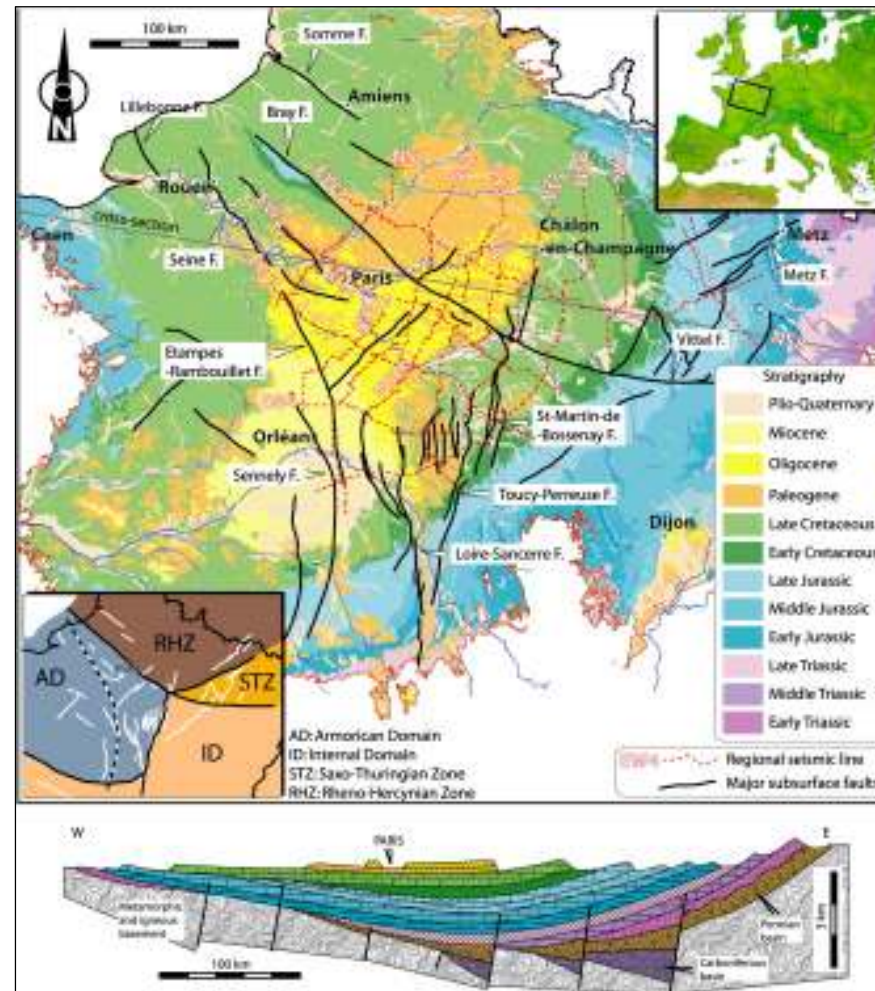 100 km
Somme F.
Amiens
Lillebonne F.
Bray F.
N
Rouen
cross-section
Caen
Châlon
-en-Champagne
Metz
Seine F.
Paris
Metz F.
Vittel F.
Etampes
-Rambouillet F.
Stratigraphy
Plio-Quaternary
Miocene
Oligocene
Paleogene
Late Cretaceous
Early Cretaceous
Late Jurassic
Middle Jurassic
Early Jurassic
Late Triassic
Middle Triassic
Early Triassic
St-Martin-de
-Bossenay F.
Orléan
Sennely F.
Toucy-Perreuse F.
Dijon
Loire-Sancerre F.
RHZ
AD
STZ
ID
AD: Armorican Domain
ID: Internal Domain
STZ: Saxo-Thuringian Zone
RHZ: Rheno-Hercynian Zone
Regional seismic line
Major subsurface faults
W
PARIS
E
Metamorphic
and igneous
basement
3 km
Permian
basin
Carboniferous
basin
100 km